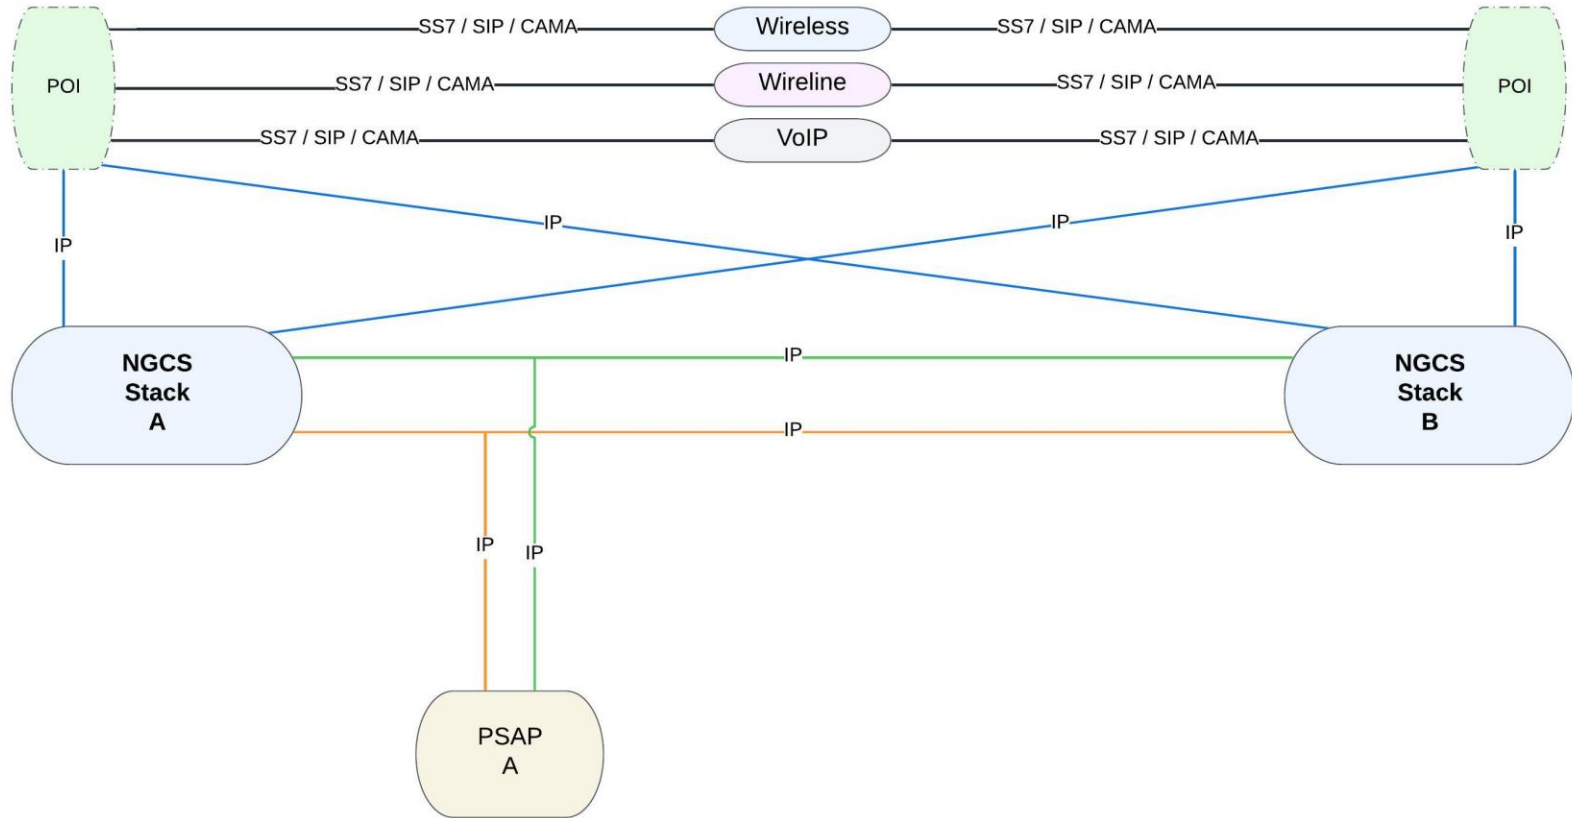 SS7 / SIP / CAMA
Wireless
SS7 / SIP / CAMA
POI
SS7 / SIP / CAMA
Wireline
SS7 / SIP / CAMA
POI
SS7 / SIP / CAMA
VoIP
SS7 / SIP / CAMA
IP
IP
IP
IP
NGCS
Stack
A
IP
IP
NGCS
Stack
B
IP
IP
PSAP
A